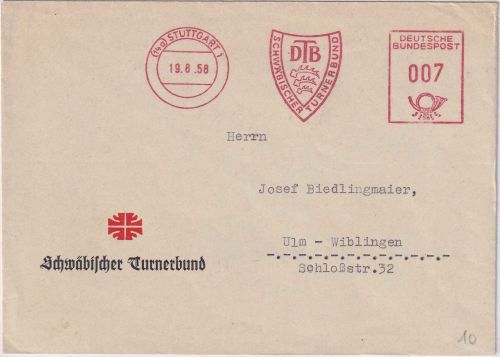 (14a) STUTTGART 1
19.8.58
SCHWÄBISCHER TURNERBUND
DTB
DEUTSCHE
BUNDESPOST
007
Herrn
Josef Biedlingmaier,
Ulm - Wiblingen
-.-.-.-.-.-.-.-.-.-.-.-
Schloßstr.32
Schwäbischer Turnerbund
10